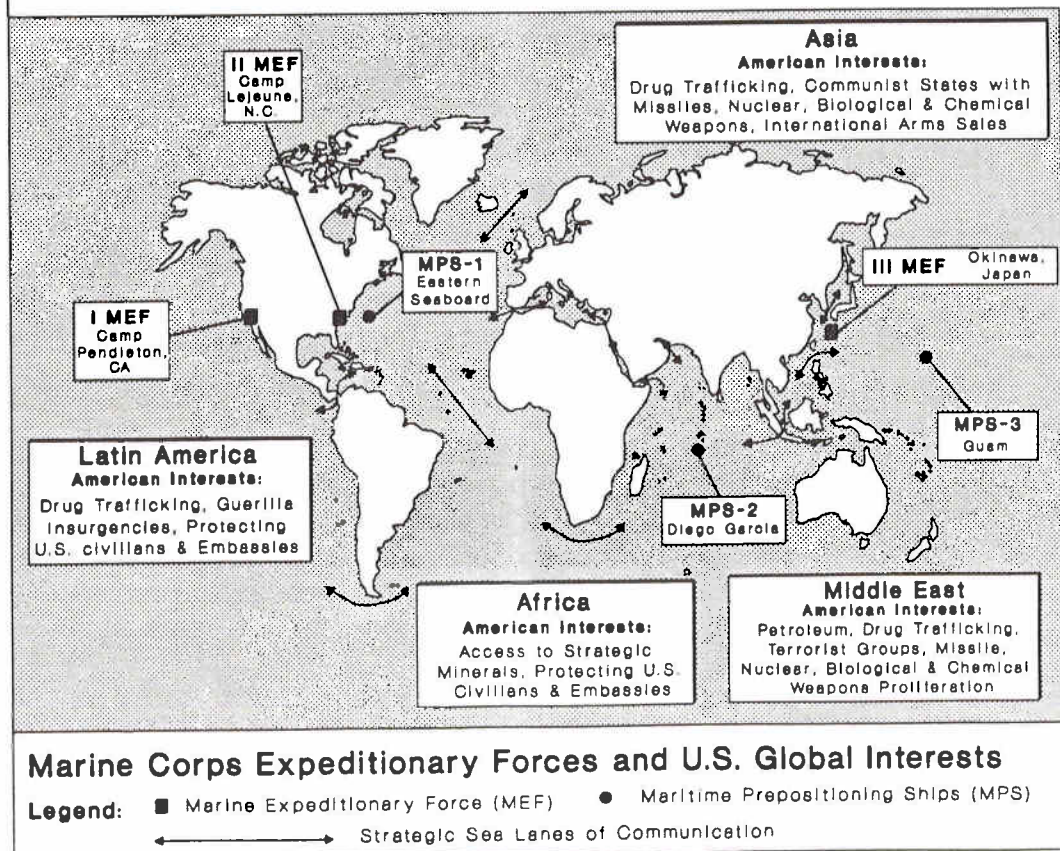 II MEF
Camp
Lejeune,
N.C.
Asia
American Interests:
Drug Trafficking, Communist States with
Missiles, Nuclear, Biological & Chemical
Weapons, International Arms Sales
MPS-1
Eastern
Seaboard
III MEF Okinawa,
Japan
I MEF
Camp
Pendleton,
CA
MPS-3
Guam
Latin America
American Interests:
Drug Trafficking, Guerilla
Insurgencies, Protecting
U.S. civilians & Embassies
MPS-2
Diego Garcia
Africa
American Interests:
Access to Strategic
Minerals, Protecting U.S.
Civilians & Embassies
Middle East
American Interests:
Petroleum, Drug Trafficking,
Terrorist Groups, Missile,
Nuclear, Biological & Chemical
Weapons Proliferation
Marine Corps Expeditionary Forces and U.S. Global Interests
Legend: Marine Expeditionary Force (MEF) Maritime Prepositioning Ships (MPS)
Strategic Sea Lanes of Communication